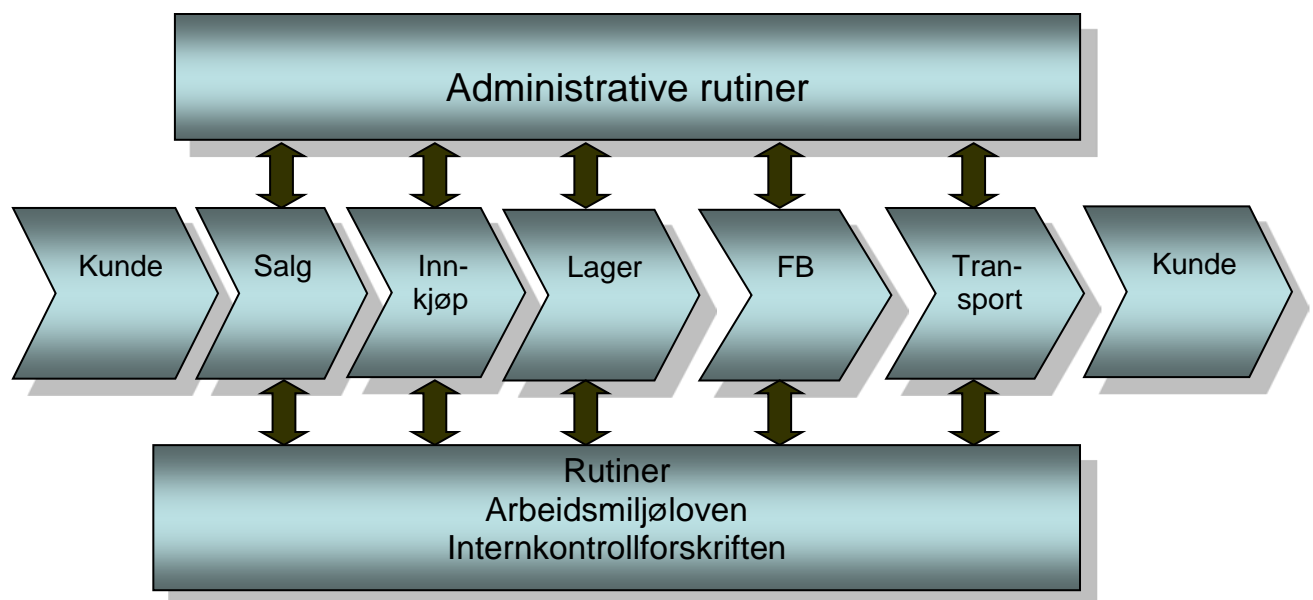 Administrative rutiner
Kunde
Salg
Inn-
kjøp
Lager
FB
Tran-
sport
Kunde
Rutiner
Arbeidsmiljøloven
Internkontrollforskriften